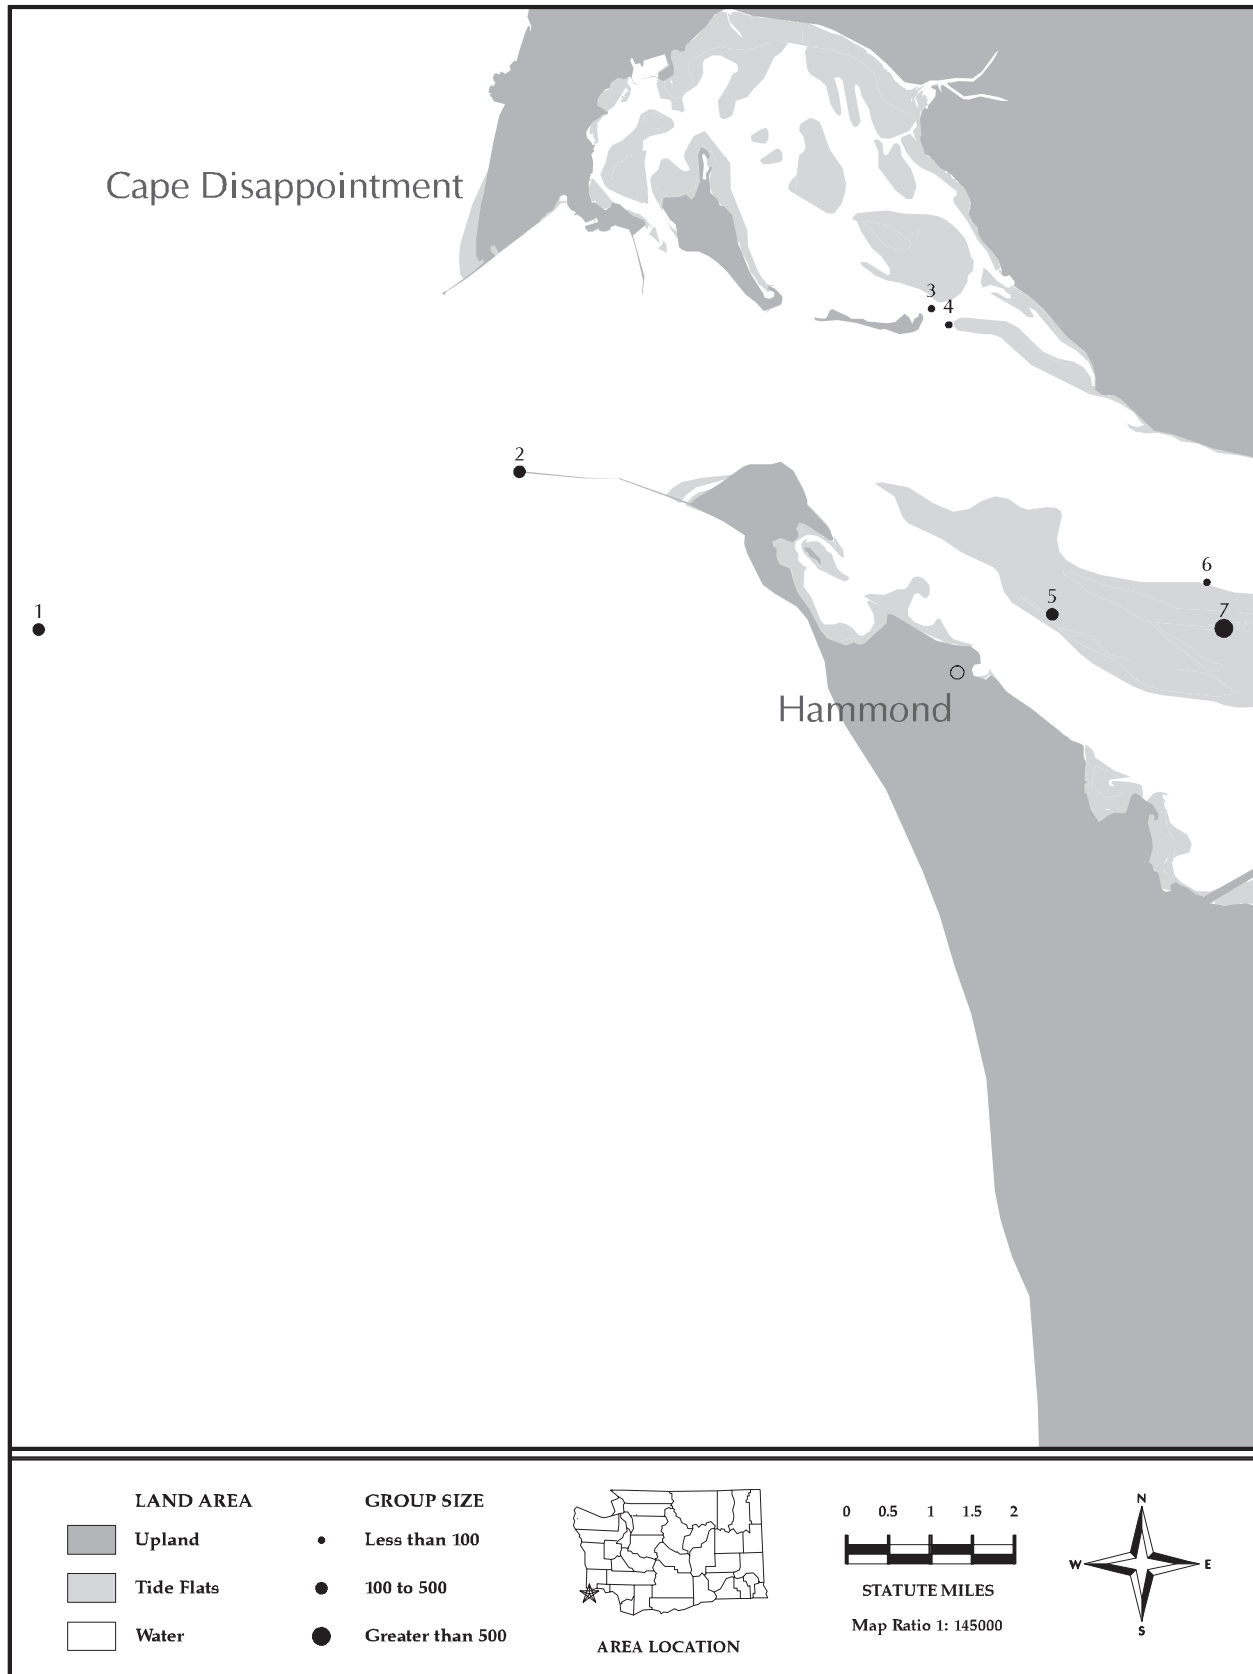 Cape Disappointment
3
4
2
6
5
1
7
Hammond
LAND AREA
Upland
Tide Flats
Water
GROUP SIZE
Less than 100
100 to 500
Greater than 500
AREA LOCATION
0 0.5 1 1.5 2
STATUTE MILES
Map Ratio 1: 145000
N
W E
S